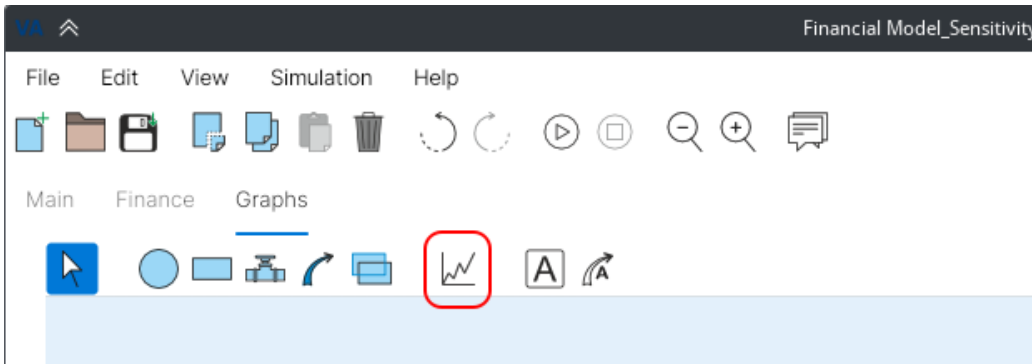 VA Financial Model_Sensitivity
File Edit View Simulation Help
Main Finance Graphs
A A